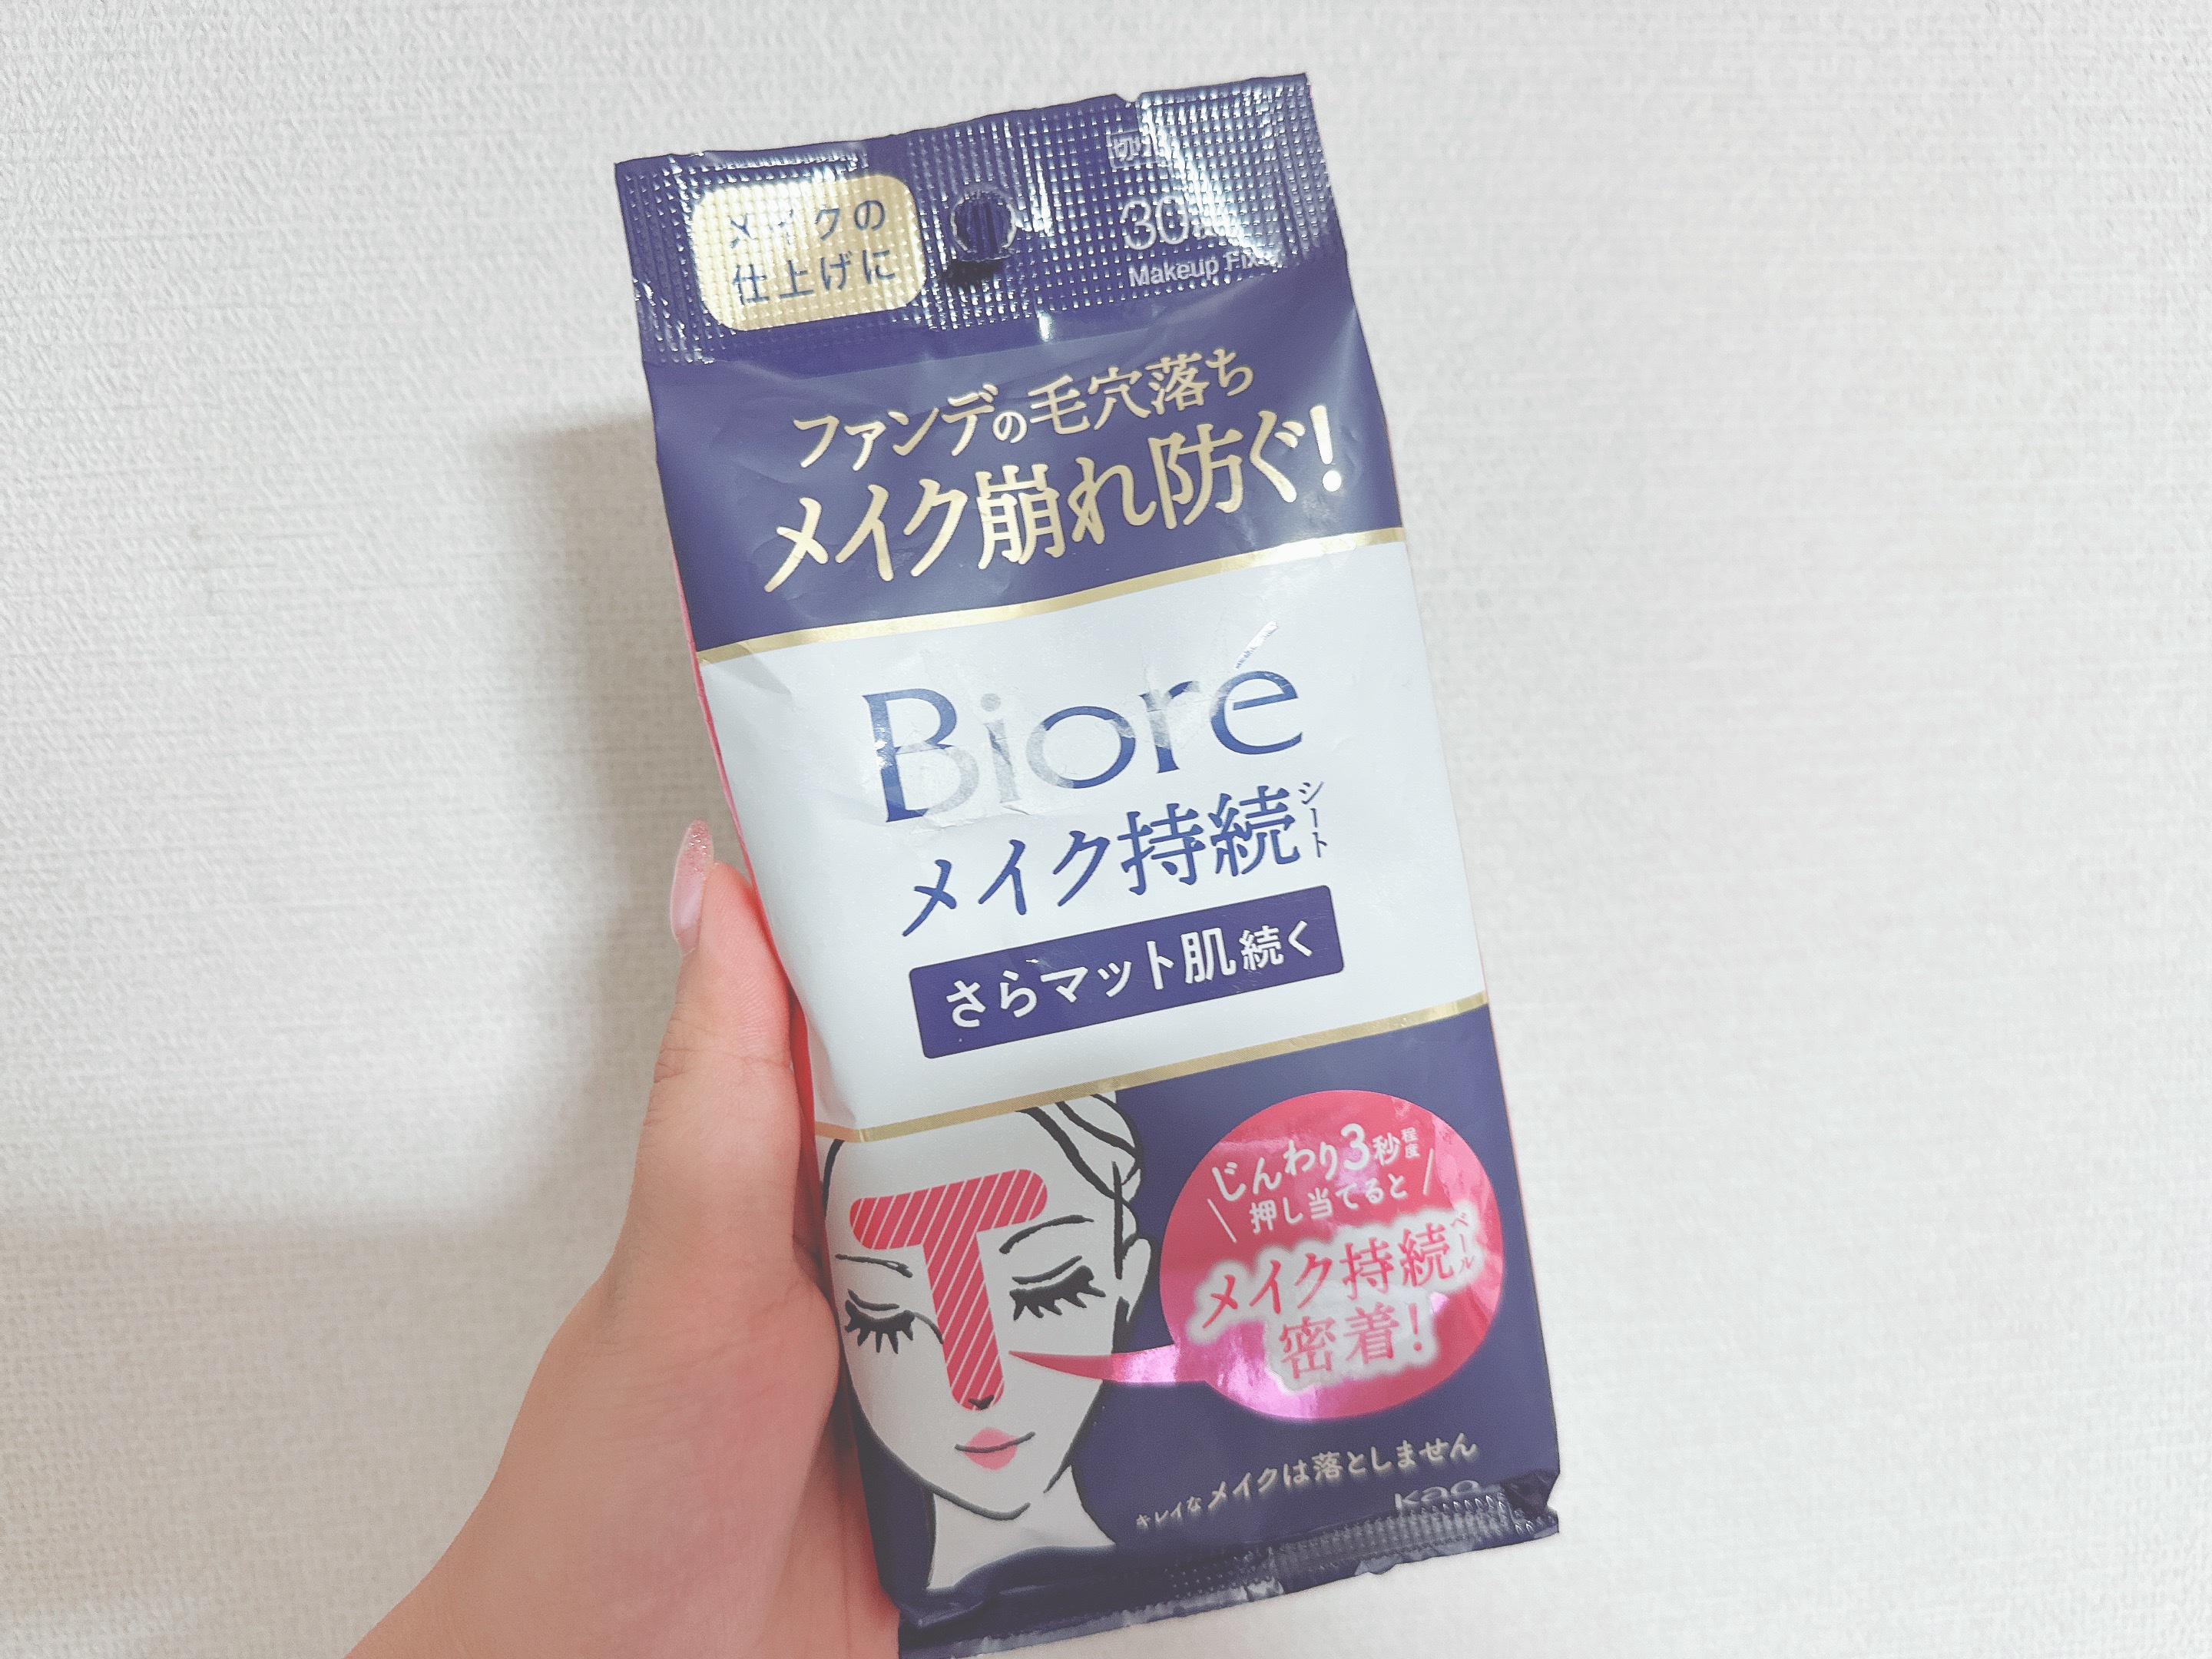 メイクの
仕上げに
30
Makeup
ファンデの毛穴落ち
メイク崩れ防ぐ!
Bioré
メイク持続シート
さらマット肌続く
じんわり3秒程度
押し当てると
メイク持続ベール
密着!
キレイなメイクは落としません
kao